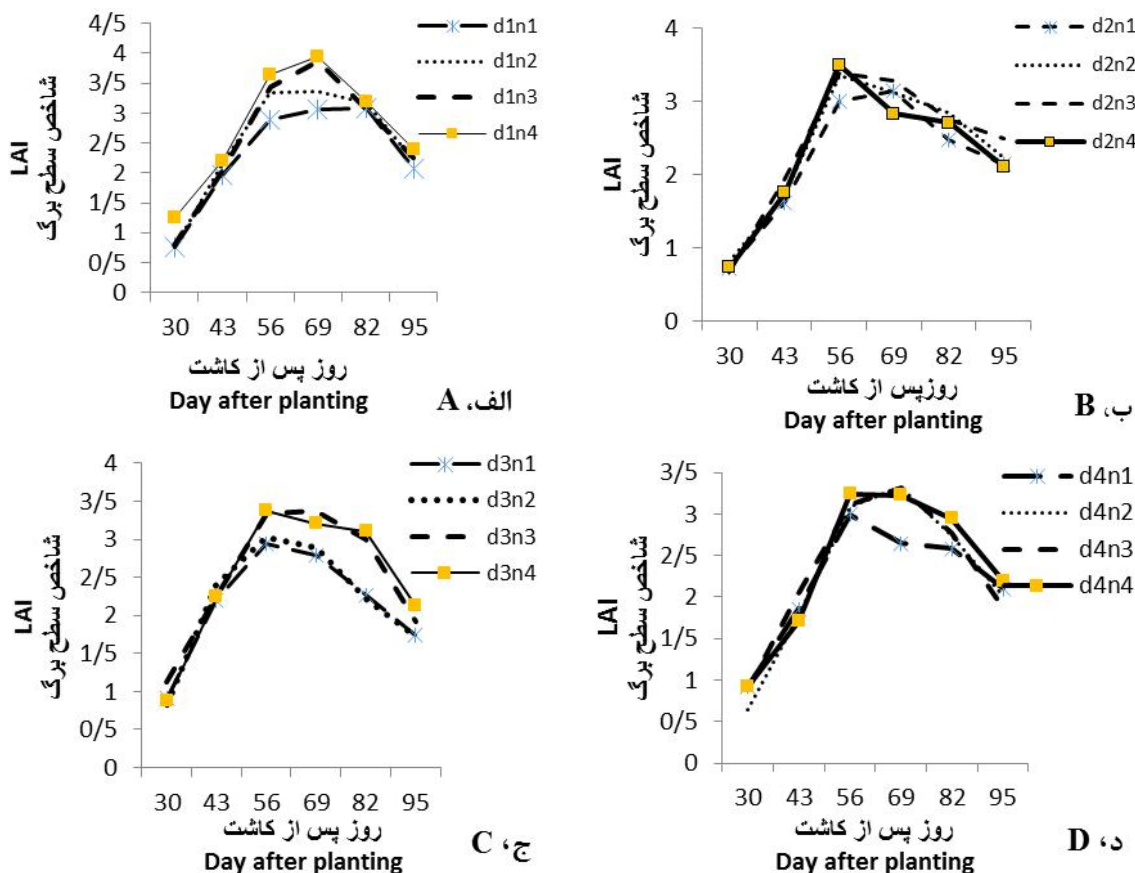 4/5
4
3/5
3
2/5
2
1/5
1
0/5
0
LAI
شاخص سطح برگ
d1n1
d1n2
d1n3
d1n4
30 43 56 69 82 95
روز پس از کاشت
Day after planting
الف، A
4
3
2
1
0
LAI
شاخص سطح برگ
d2n1
d2n2
d2n3
d2n4
30 43 56 69 82 95
روزپس از کاشت
Day after planting
ب، B
4
3/5
3
2/5
2
1/5
1
0/5
0
LAI
شاخص سطح برگ
d3n1
d3n2
d3n3
d3n4
30 43 56 69 82 95
روز پس از کاشت
Day after planting
ج، C
3/5
3
2/5
2
1/5
1
0/5
0
LAI
شاخص سطح برگ
d4n1
d4n2
d4n3
d4n4
30 43 56 69 82 95
روز پس از کاشت
Day after planting
د، D